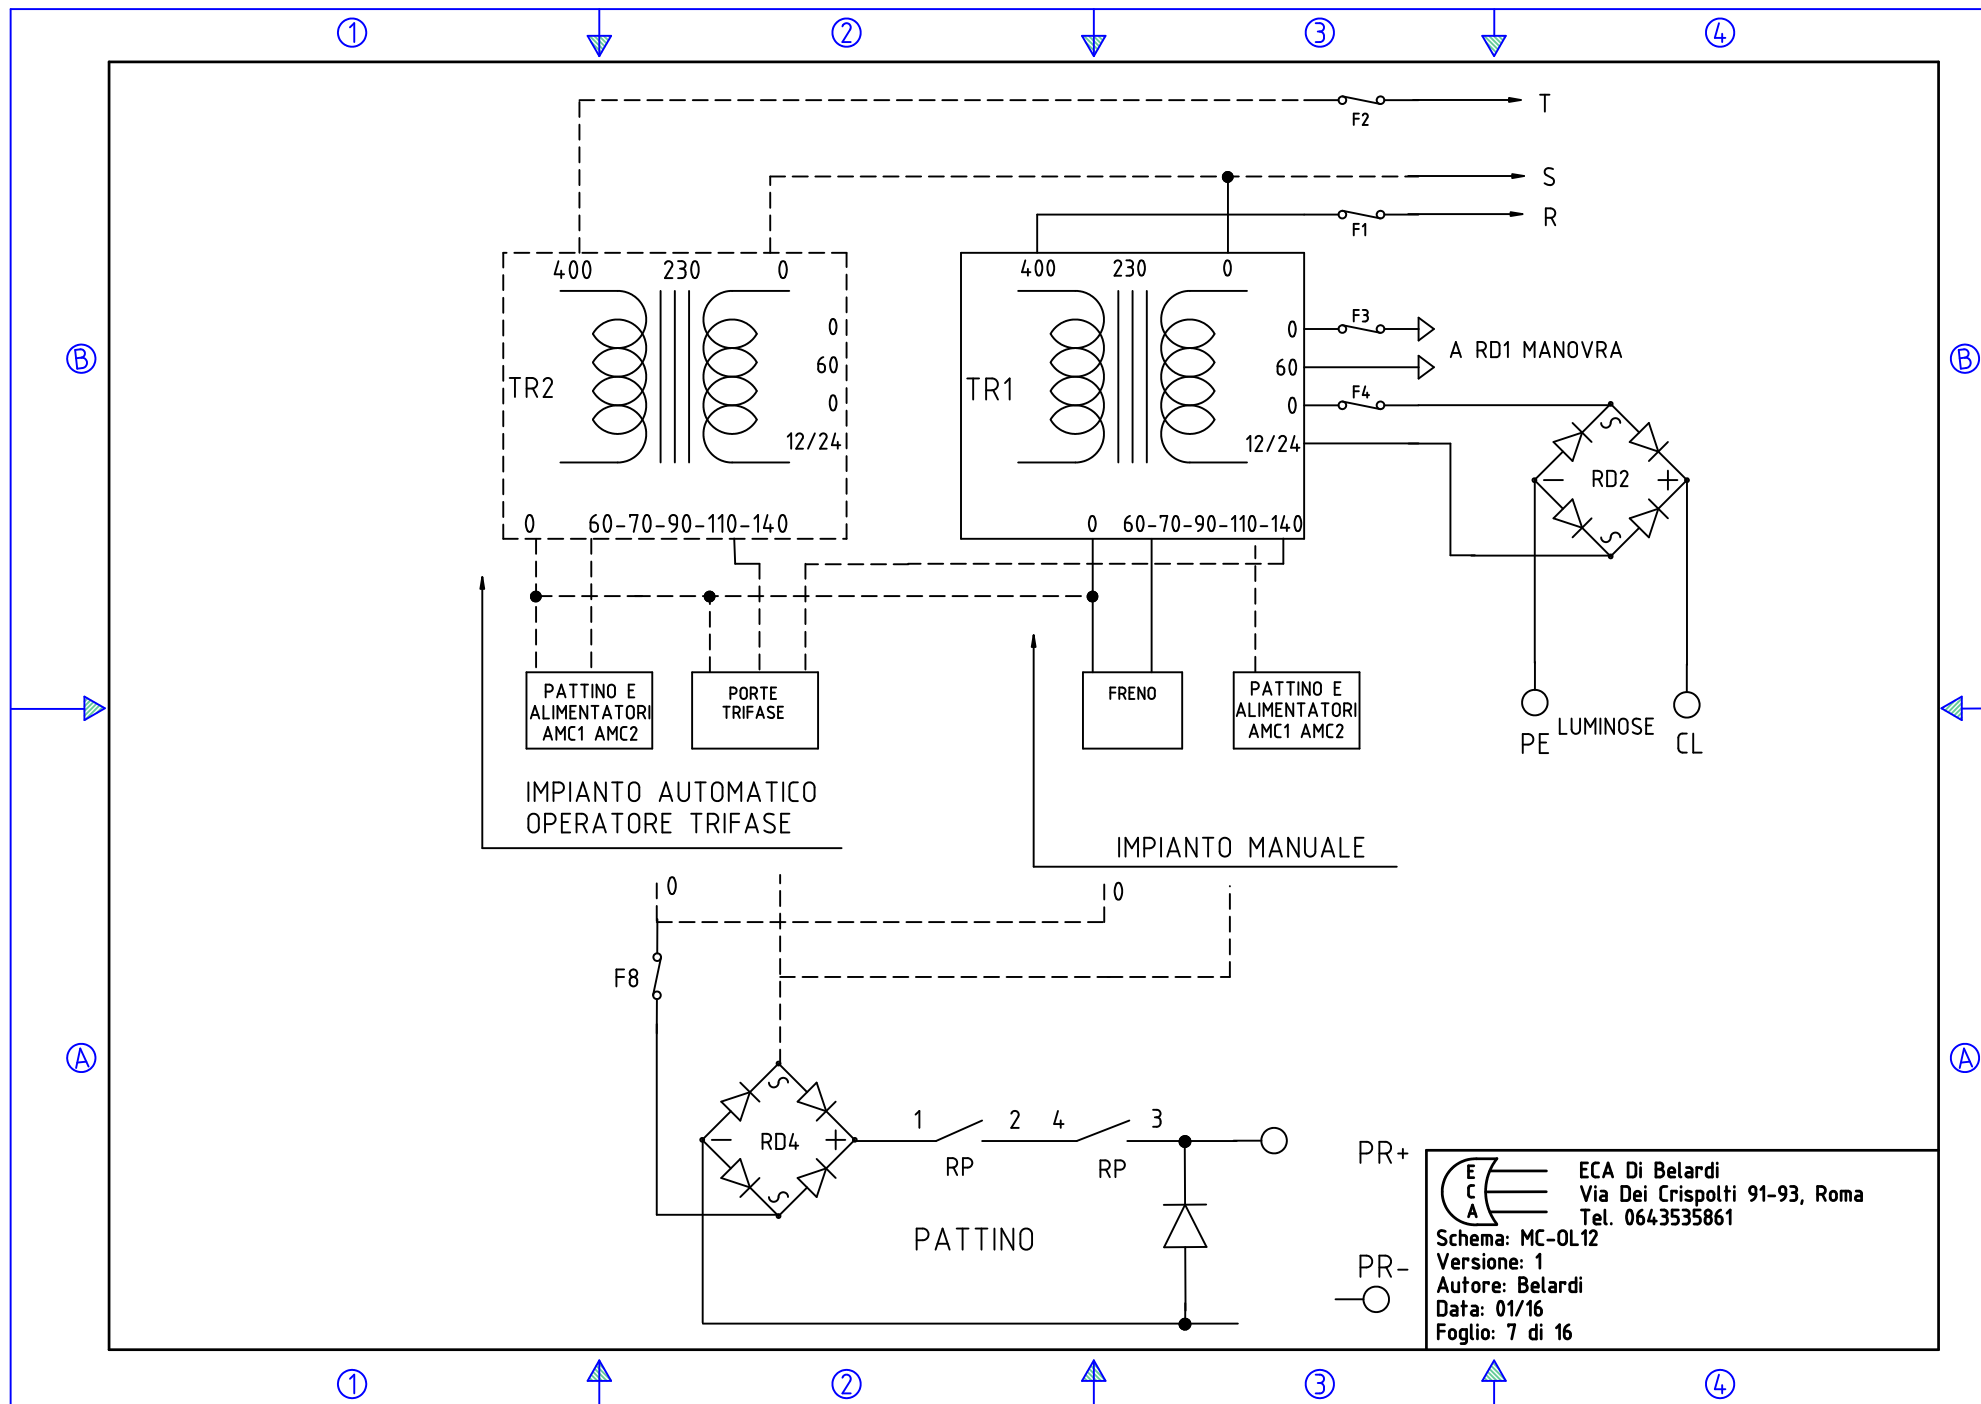 1 2 3 4
T
F2
S
R
F1
400 230 0
400 230 0
0
60
0
12/24
TR2
0
60
0
12/24
TR1
F3
A RD1 MANOVRA
F4
B
B
RD2
0 60-70-90-110-140
0 60-70-90-110-140
PATTINO E
ALIMENTATORI
AMC1 AMC2
PORTE
TRIFASE
FRENO
PATTINO E
ALIMENTATORI
AMC1 AMC2
PE LUMINOSE CL
IMPIANTO AUTOMATICO
OPERATORE TRIFASE
IMPIANTO MANUALE
0
0
F8
A
A
RD4
1 2 4 3
RP RP
PATTINO
PR+
PR-
E
C
A
ECA Di Belardi
Via Dei Crispolti 91-93, Roma
Tel. 0643535861
Schema: MC-OL12
Versione: 1
Autore: Belardi
Data: 01/16
Foglio: 7 di 16
1 2 3 4